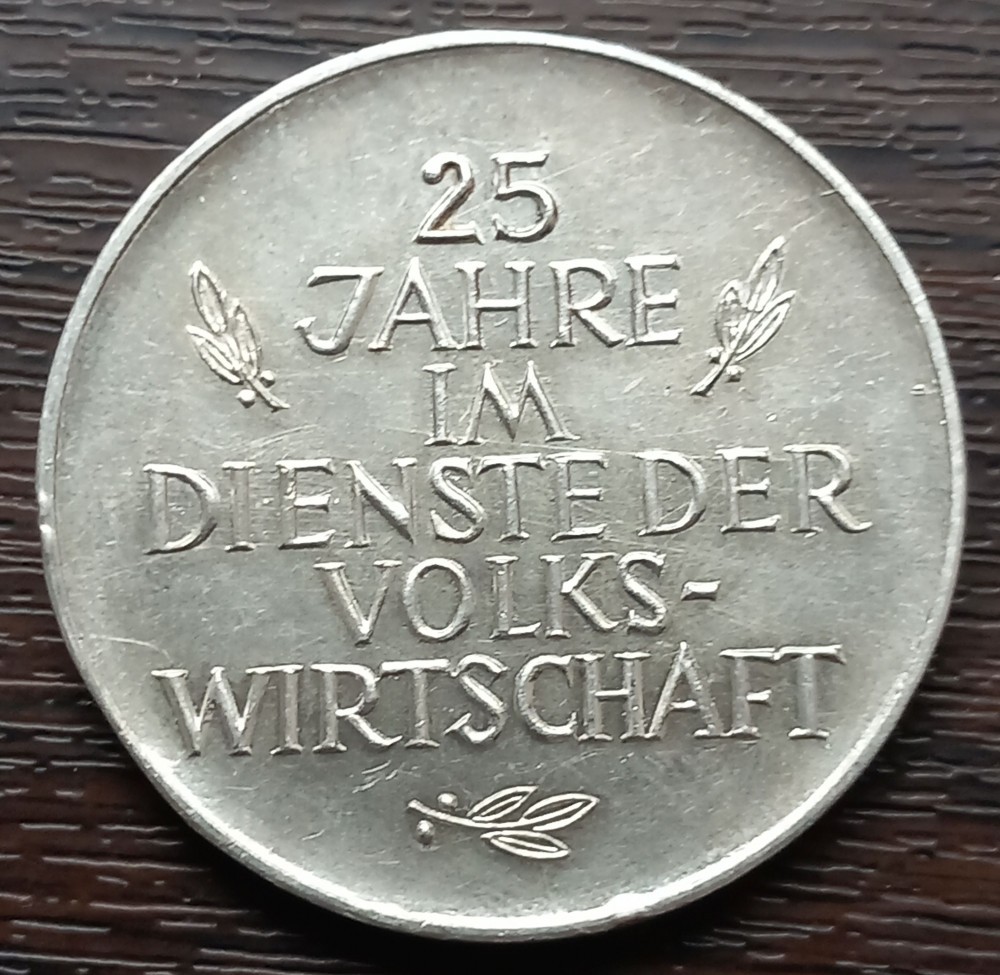 25
JAHRE
IM
DIENSTE DER
VOLKS-
WIRTSCHAFT